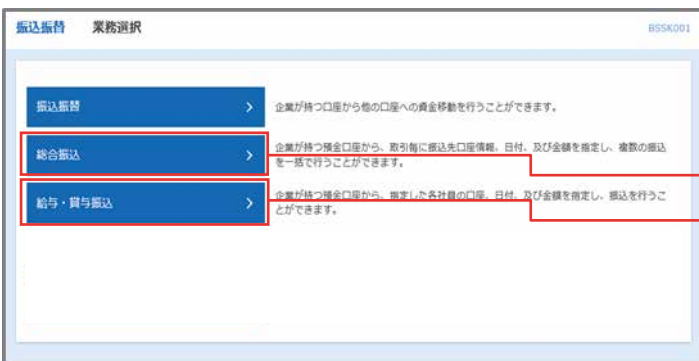 振込振替 業務選択 BSSK001
振込振替 企業が持つ口座から他の口座への資金移動を行うことができます。
総合振込 企業が持つ預金口座から、取引毎に振込先口座情報、日付、及び金額を指定し、複数の振込
を一括で行うことができます。
給与・賞与振込 企業が持つ預金口座から、指定した各社員の口座、日付、及び金額を指定し、振込を行うこ
とができます。